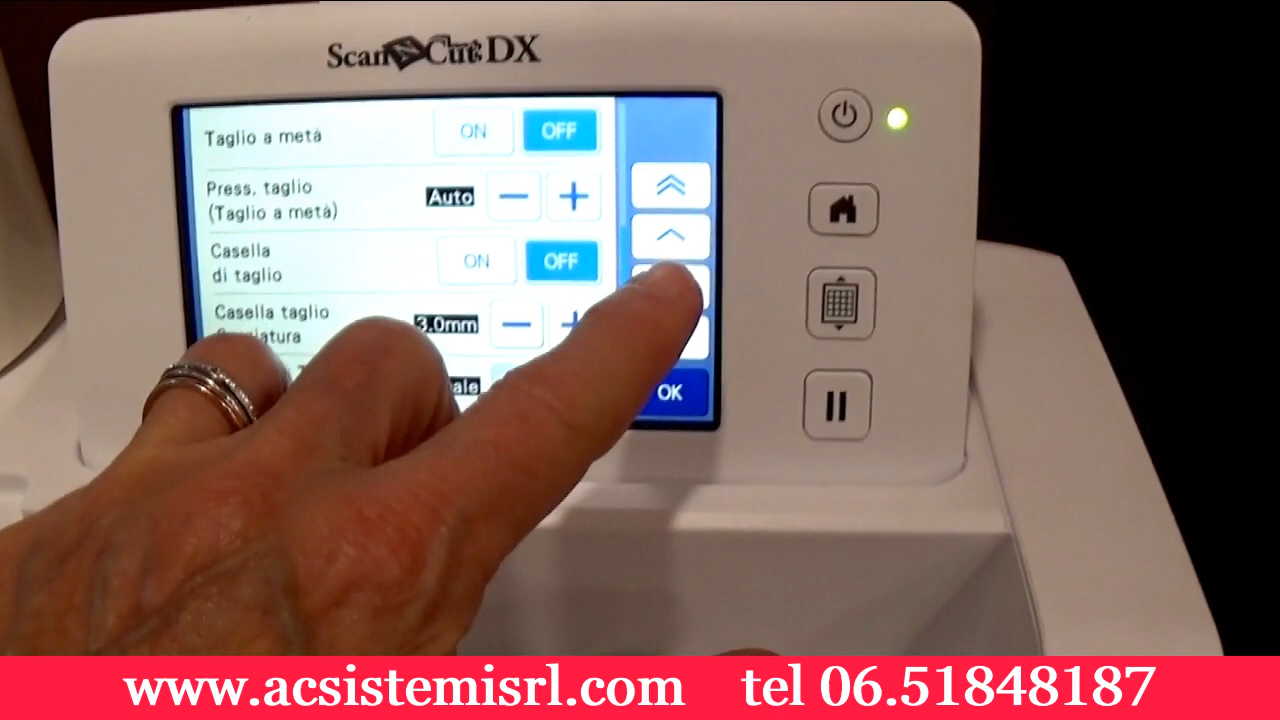 ScanNCut DX
Taglio a metà
ON
OFF
Press. taglio
(Taglio a metà)
Auto
Casella
di taglio
ON
OFF
Casella taglio
3.0mm
OK
www.acsistemisrl.com tel 06.51848187